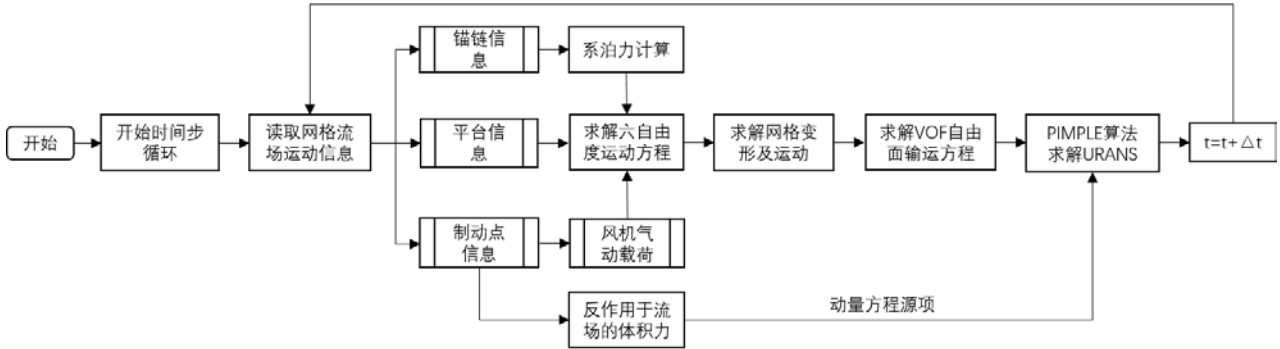 锚链信
息
系泊力计算
开始
开始时间步
循环
读取网格流
场运动信息
平台信
息
求解六自由
度运动方程
求解网格变
形及运动
求解VOF自由
面输运方程
PIMPLE算法
求解URANS
t=t+△t
制动点
信息
风机气
动载荷
反作用于流
场的体积力
动量方程源项